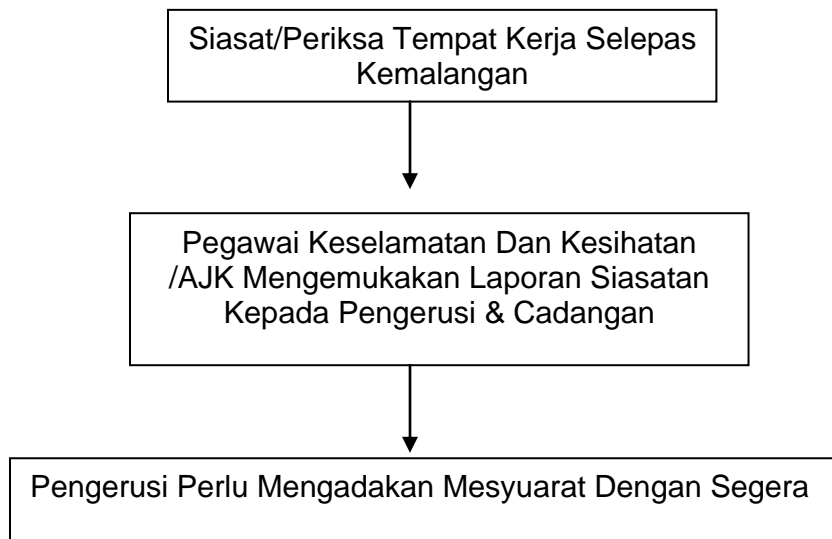 Siasat/Periksa Tempat Kerja Selepas
Kemalangan
Pegawai Keselamatan Dan Kesihatan
/AJK Mengemukakan Laporan Siasatan
Kepada Pengerusi & Cadangan
Pengerusi Perlu Mengadakan Mesyuarat Dengan Segera